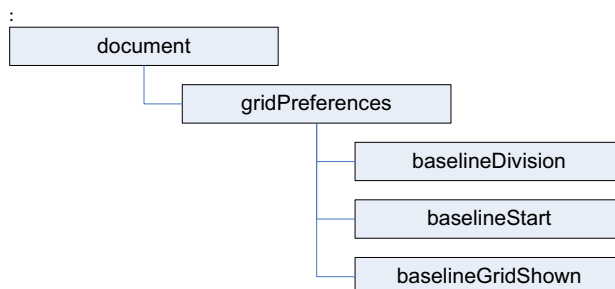 :
document
gridPreferences
baselineDivision
baselineStart
baselineGridShown